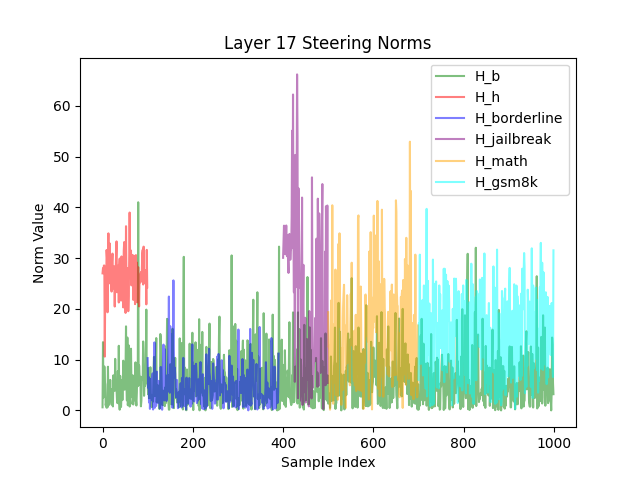 Layer 17 Steering Norms
H_b
H_h
H_borderline
H_jailbreak
H_math
H_gsm8k
Norm Value
60
50
40
30
20
10
0
0 200 400 600 800 1000
Sample Index